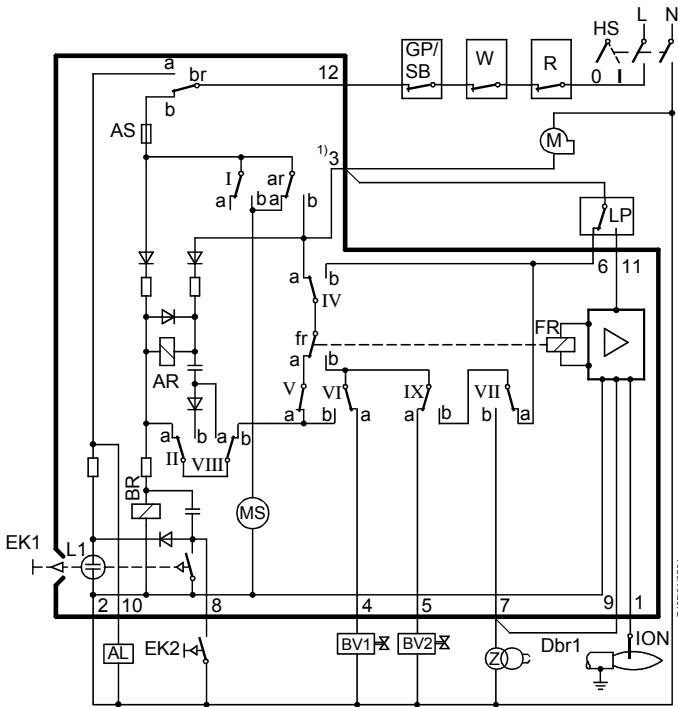 HS L N
GP/
SB
W
R
0 I
a
br
12
b
AS
1) 3
M
I
ar
a
b a
b
LP
6 11
a
b
IV
fr
a
b
FR
AR
V
VI
IX
VII
a
b
a
a
b
b
a
a
b a
b
II
VIII
BR
MS
EK1
L1
2 10 8 4 5 7 9 1
AL
EK2
BV1
BV2
Z
Dbr1
ION